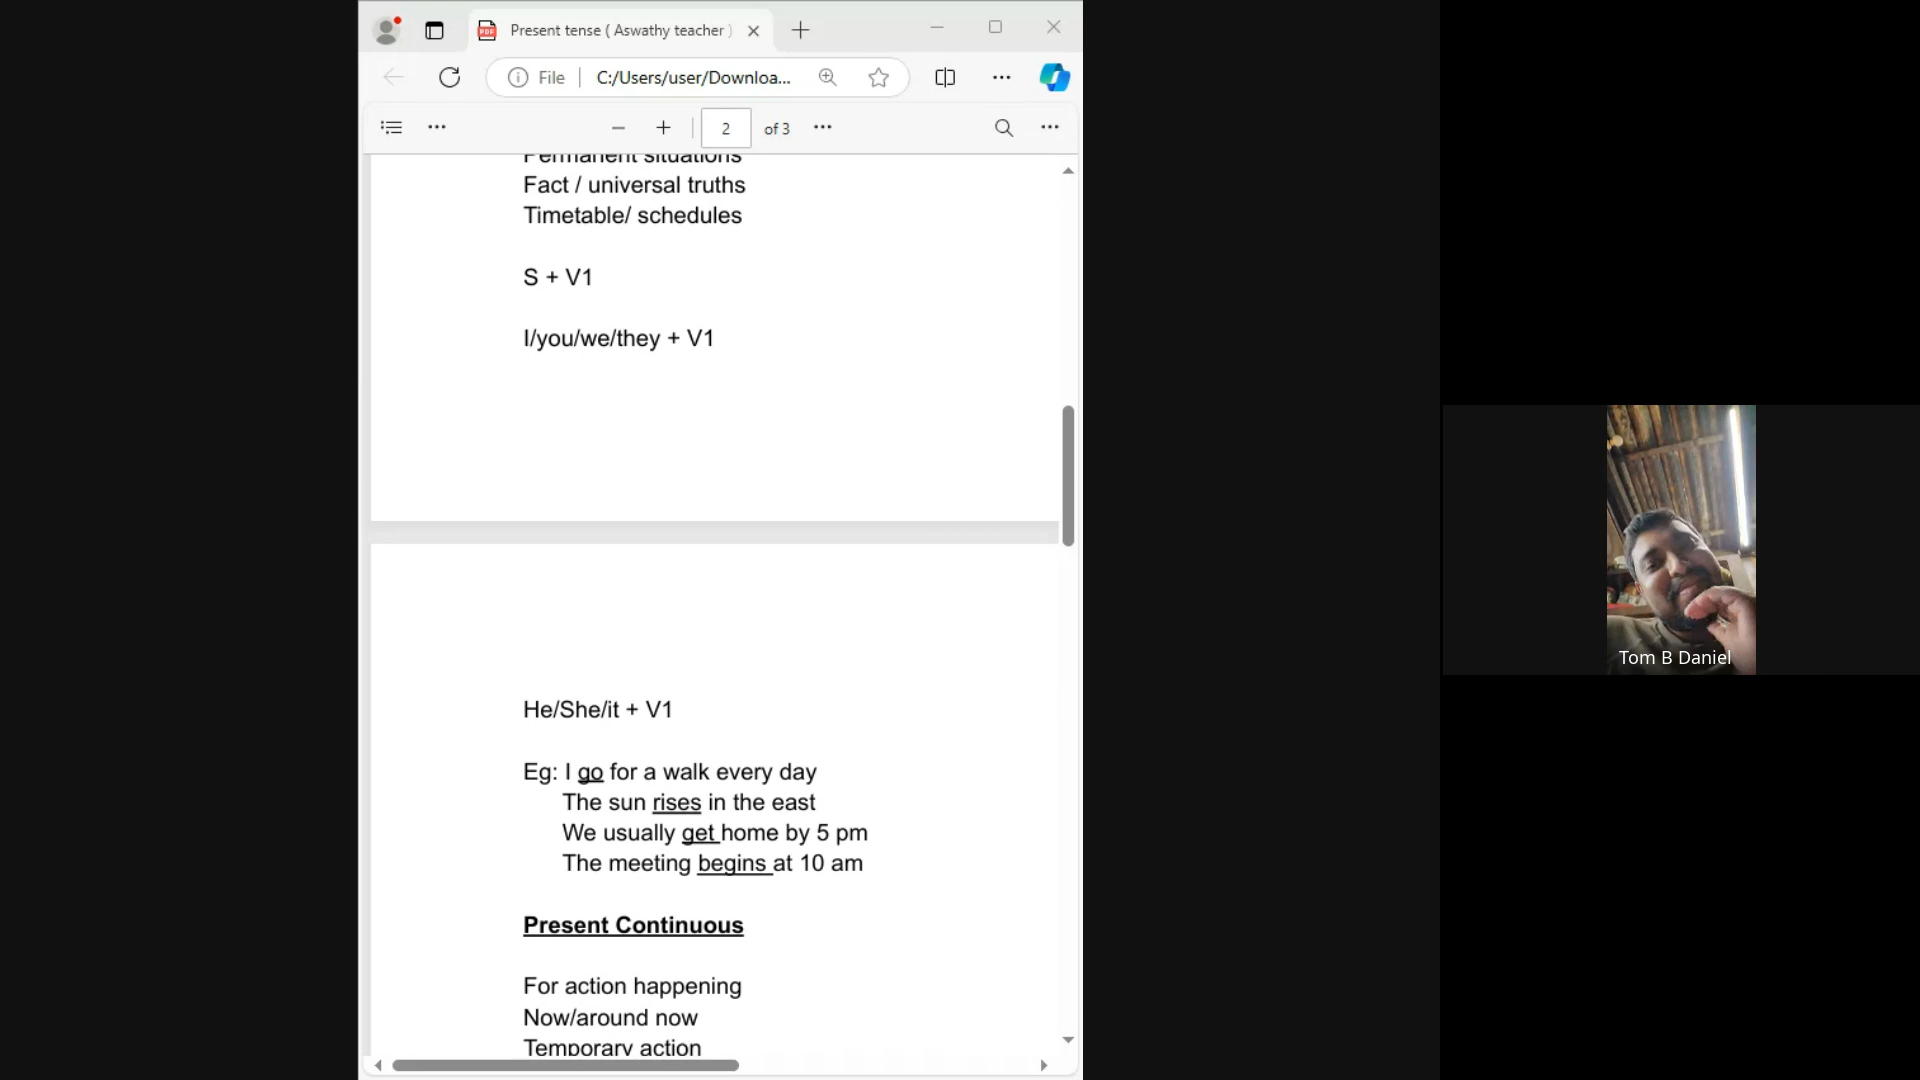 Present tense ( Aswathy teacher )
File
C:/Users/user/Downloa...
2
of 3
Permanent situations
Fact / universal truths
Timetable/ schedules
S + V1
I/you/we/they + V1
He/She/it + V1
Eg: I go for a walk every day
The sun rises in the east
We usually get home by 5 pm
The meeting begins at 10 am
Present Continuous
For action happening
Now/around now
Temporary action
Tom B Daniel